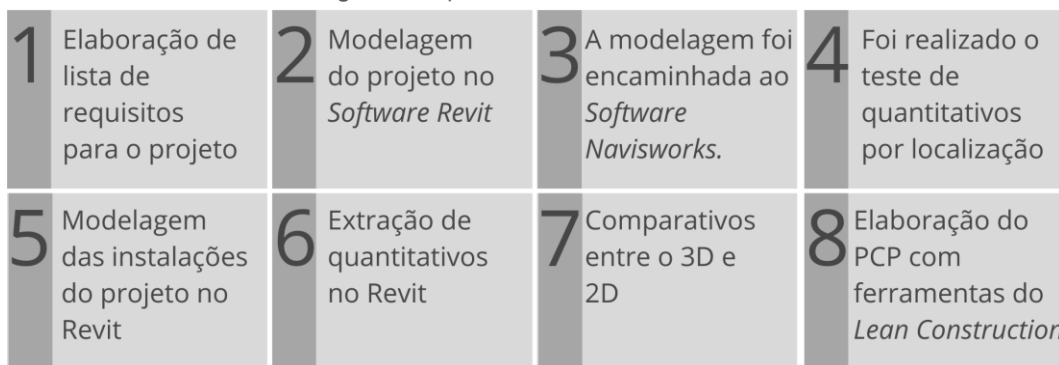 1
Elaboração de
lista de
requisitos
para o projeto
2
Modelagem
do projeto no
Software Revit
3
A modelagem foi
encaminhada ao
Software
Navisworks.
4
Foi realizado o
teste de
quantitativos
por localização
5
Modelagem
das instalações
do projeto no
Revit
6
Extração de
quantitativos
no Revit
7
Comparativos
entre o 3D e
2D
8
Elaboração do
PCP com
ferramentas do
Lean Construction